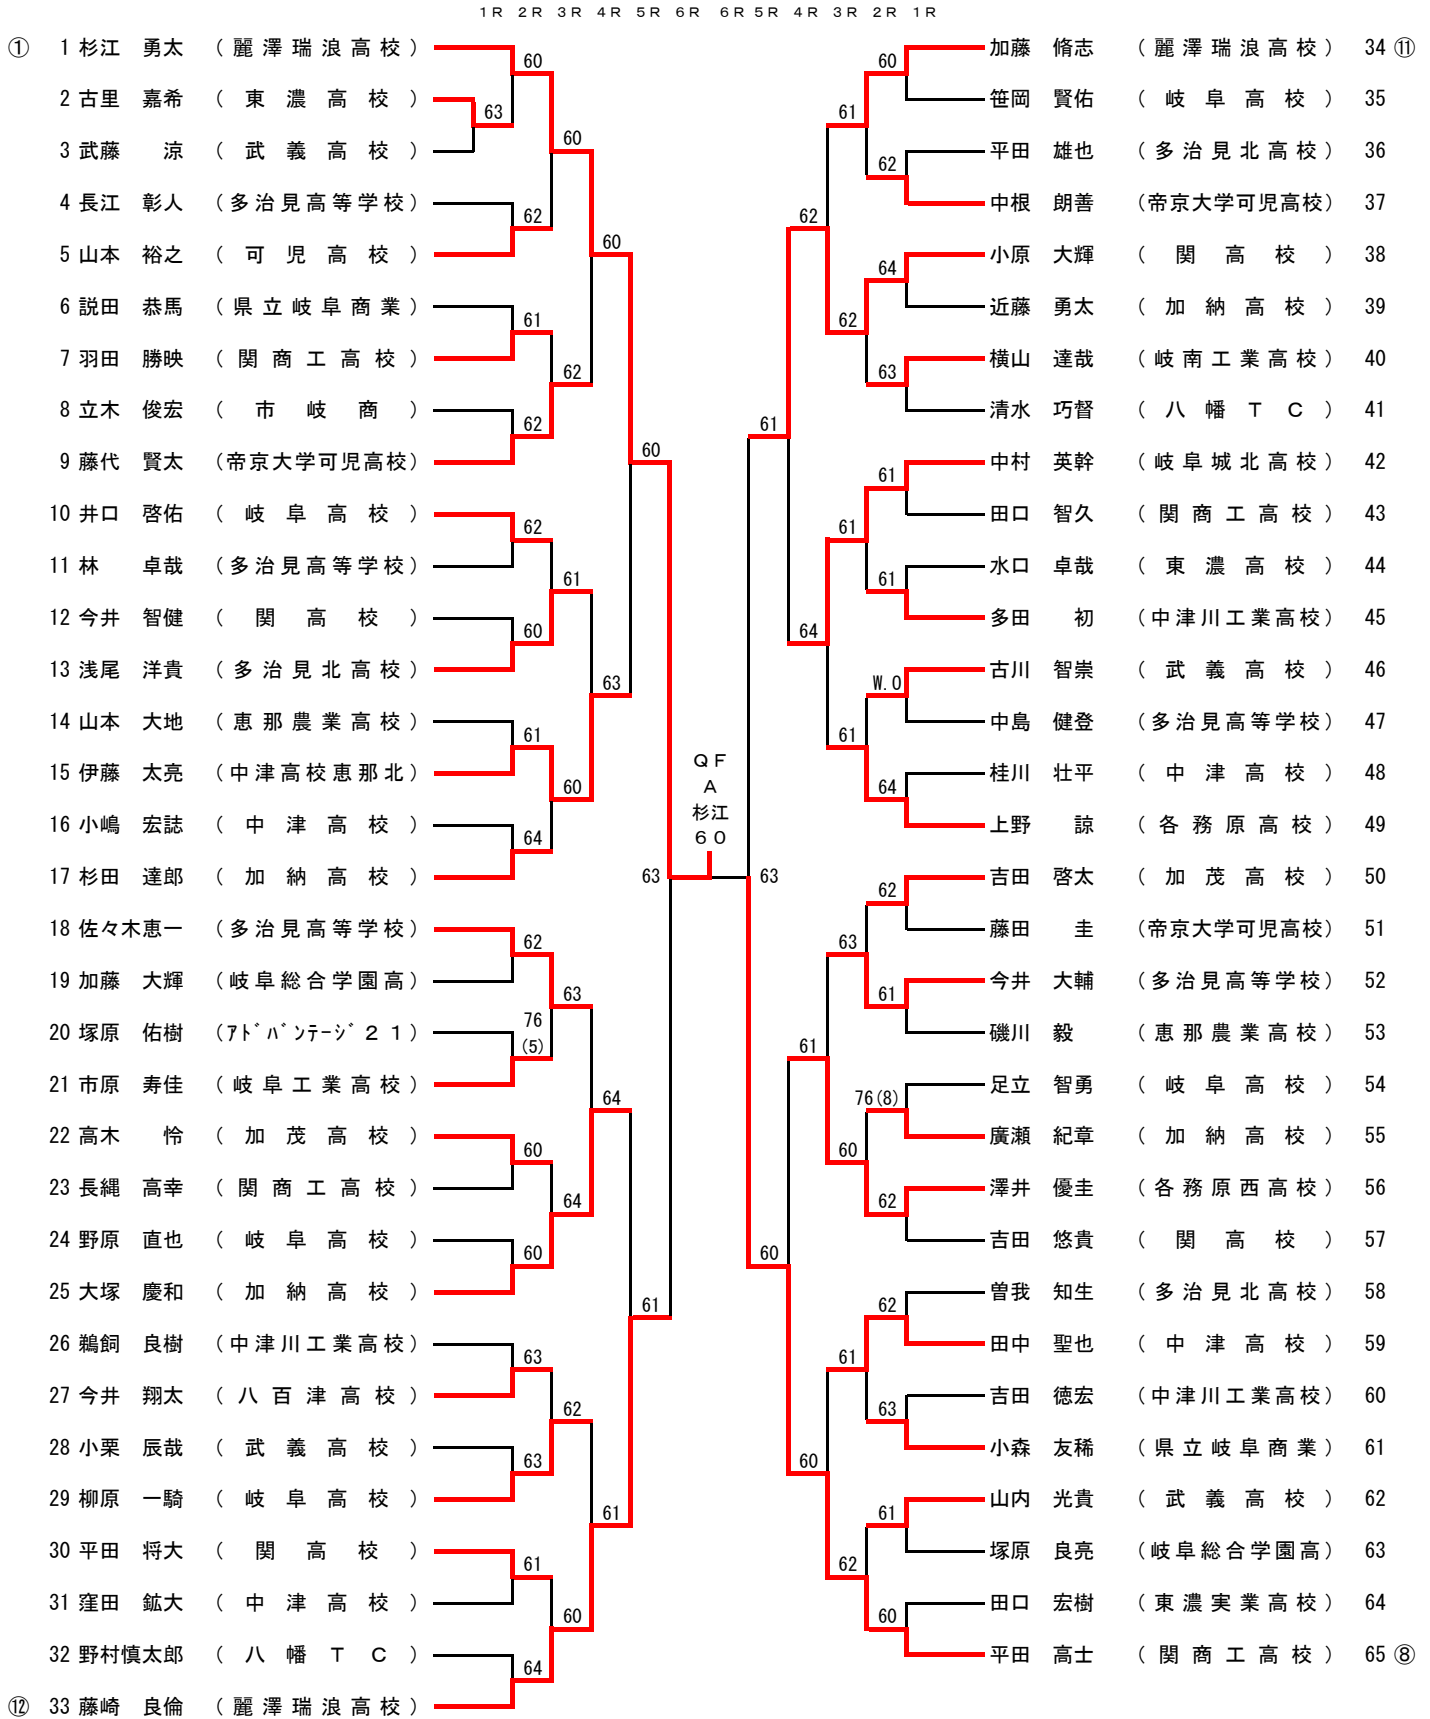 1R 2R 3R 4R 5R 6R 6R 5R 4R 3R 2R 1R
① 1 杉江 勇太 (麗澤瑞浪高校)
2 古里 嘉希 (東濃高校)
3 武藤 涼 (武義高校)
4 長江 彰人 (多治見高等学校)
5 山本 裕之 (可児高校)
6 説田 恭馬 (県立岐阜商業)
7 羽田 勝映 (関商工高校)
8 立木 俊宏 (市岐商)
9 藤代 賢太 (帝京大学可児高校)
10 井口 啓佑 (岐阜高校)
11 林 卓哉 (多治見高等学校)
12 今井 智健 (関高校)
13 浅尾 洋貴 (多治見北高校)
14 山本 大地 (恵那農業高校)
15 伊藤 太亮 (中津高校恵那北)
16 小嶋 宏誌 (中津高校)
17 杉田 達郎 (加納高校)
18 佐々木恵一 (多治見高等学校)
19 加藤 大輝 (岐阜総合学園高)
20 塚原 佑樹 (アドバンテージ21)
21 市原 寿佳 (岐阜工業高校)
22 高木 怜 (加茂高校)
23 長縄 高幸 (関商工高校)
24 野原 直也 (岐阜高校)
25 大塚 慶和 (加納高校)
26 鵜飼 良樹 (中津川工業高校)
27 今井 翔太 (八百津高校)
28 小栗 辰哉 (武義高校)
29 柳原 一騎 (岐阜高校)
30 平田 将大 (関高校)
31 窪田 鉱大 (中津高校)
32 野村慎太郎 (八幡TC)
⑫ 33 藤崎 良倫 (麗澤瑞浪高校)
63
60
62
61
62
62
60
61
64
62
76
(5)
60
60
63
63
61
64
60
62
61
60
63
64
62
60
60
63
64
61
60
61
63
QF
A
杉江
60
63
61
60
62
64
61
60
61
62
61
61
63
60
61
62
60
62
64
63
61
61
W.0
64
62
61
76(8)
62
62
63
61
60
加藤 脩志 (麗澤瑞浪高校) 34 ⑪
笹岡 賢佑 (岐阜高校) 35
平田 雄也 (多治見北高校) 36
中根 朗善 (帝京大学可児高校) 37
小原 大輝 (関高校) 38
近藤 勇太 (加納高校) 39
横山 達哉 (岐南工業高校) 40
清水 巧督 (八幡TC) 41
中村 英幹 (岐阜城北高校) 42
田口 智久 (関商工高校) 43
水口 卓哉 (東濃高校) 44
多田 初 (中津川工業高校) 45
古川 智崇 (武義高校) 46
中島 健登 (多治見高等学校) 47
桂川 壮平 (中津高校) 48
上野 諒 (各務原高校) 49
吉田 啓太 (加茂高校) 50
藤田 圭 (帝京大学可児高校) 51
今井 大輔 (多治見高等学校) 52
磯川 毅 (恵那農業高校) 53
足立 智勇 (岐阜高校) 54
廣瀬 紀章 (加納高校) 55
澤井 優圭 (各務原西高校) 56
吉田 悠貴 (関高校) 57
曽我 知生 (多治見北高校) 58
田中 聖也 (中津高校) 59
吉田 徳宏 (中津川工業高校) 60
小森 友稀 (県立岐阜商業) 61
山内 光貴 (武義高校) 62
塚原 良亮 (岐阜総合学園高) 63
田口 宏樹 (東濃実業高校) 64
平田 高士 (関商工高校) 65 ⑧